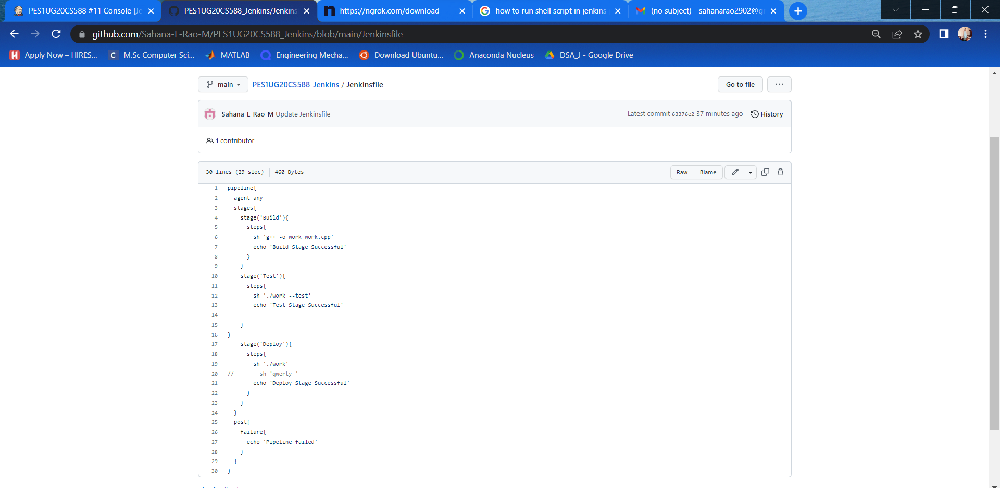 PES1UG20CS588 #11 Console [Je
PES1UG20CS588_Jenkins/Jenkins
https://ngrok.com/download
how to run shell script in jenkins
(no subject) - sahanarao2902@g
github.com/Sahana-L-Rao-M/PES1UG20CS588_Jenkins/blob/main/Jenkinsfile
Apply Now – HIRES...
M.Sc Computer Sci...
MATLAB
Engineering Mecha...
Download Ubuntu...
Anaconda Nucleus
DSA_J - Google Drive
main
PES1UG20CS588_Jenkins / Jenkinsfile
Go to file
Sahana-L-Rao-M Update Jenkinsfile
Latest commit 63376e2 37 minutes ago
History
1 contributor
30 lines (29 sloc)
460 Bytes
Raw
Blame
1 pipeline{
2 agent any
3 stages{
4 stage('Build'){
5 steps{
6 sh 'g++ -o work work.cpp'
7 echo 'Build Stage Successful'
8 }
9 }
10 stage('Test'){
11 steps{
12 sh './work --test'
13 echo 'Test Stage Successful'
14
15 }
16 }
17 stage('Deploy'){
18 steps{
19 sh './work'
20 // sh 'qwerty '
21 echo 'Deploy Stage Successful'
22 }
23 }
24 }
25 post{
26 failure{
27 echo 'Pipeline failed'
28 }
29 }
30 }